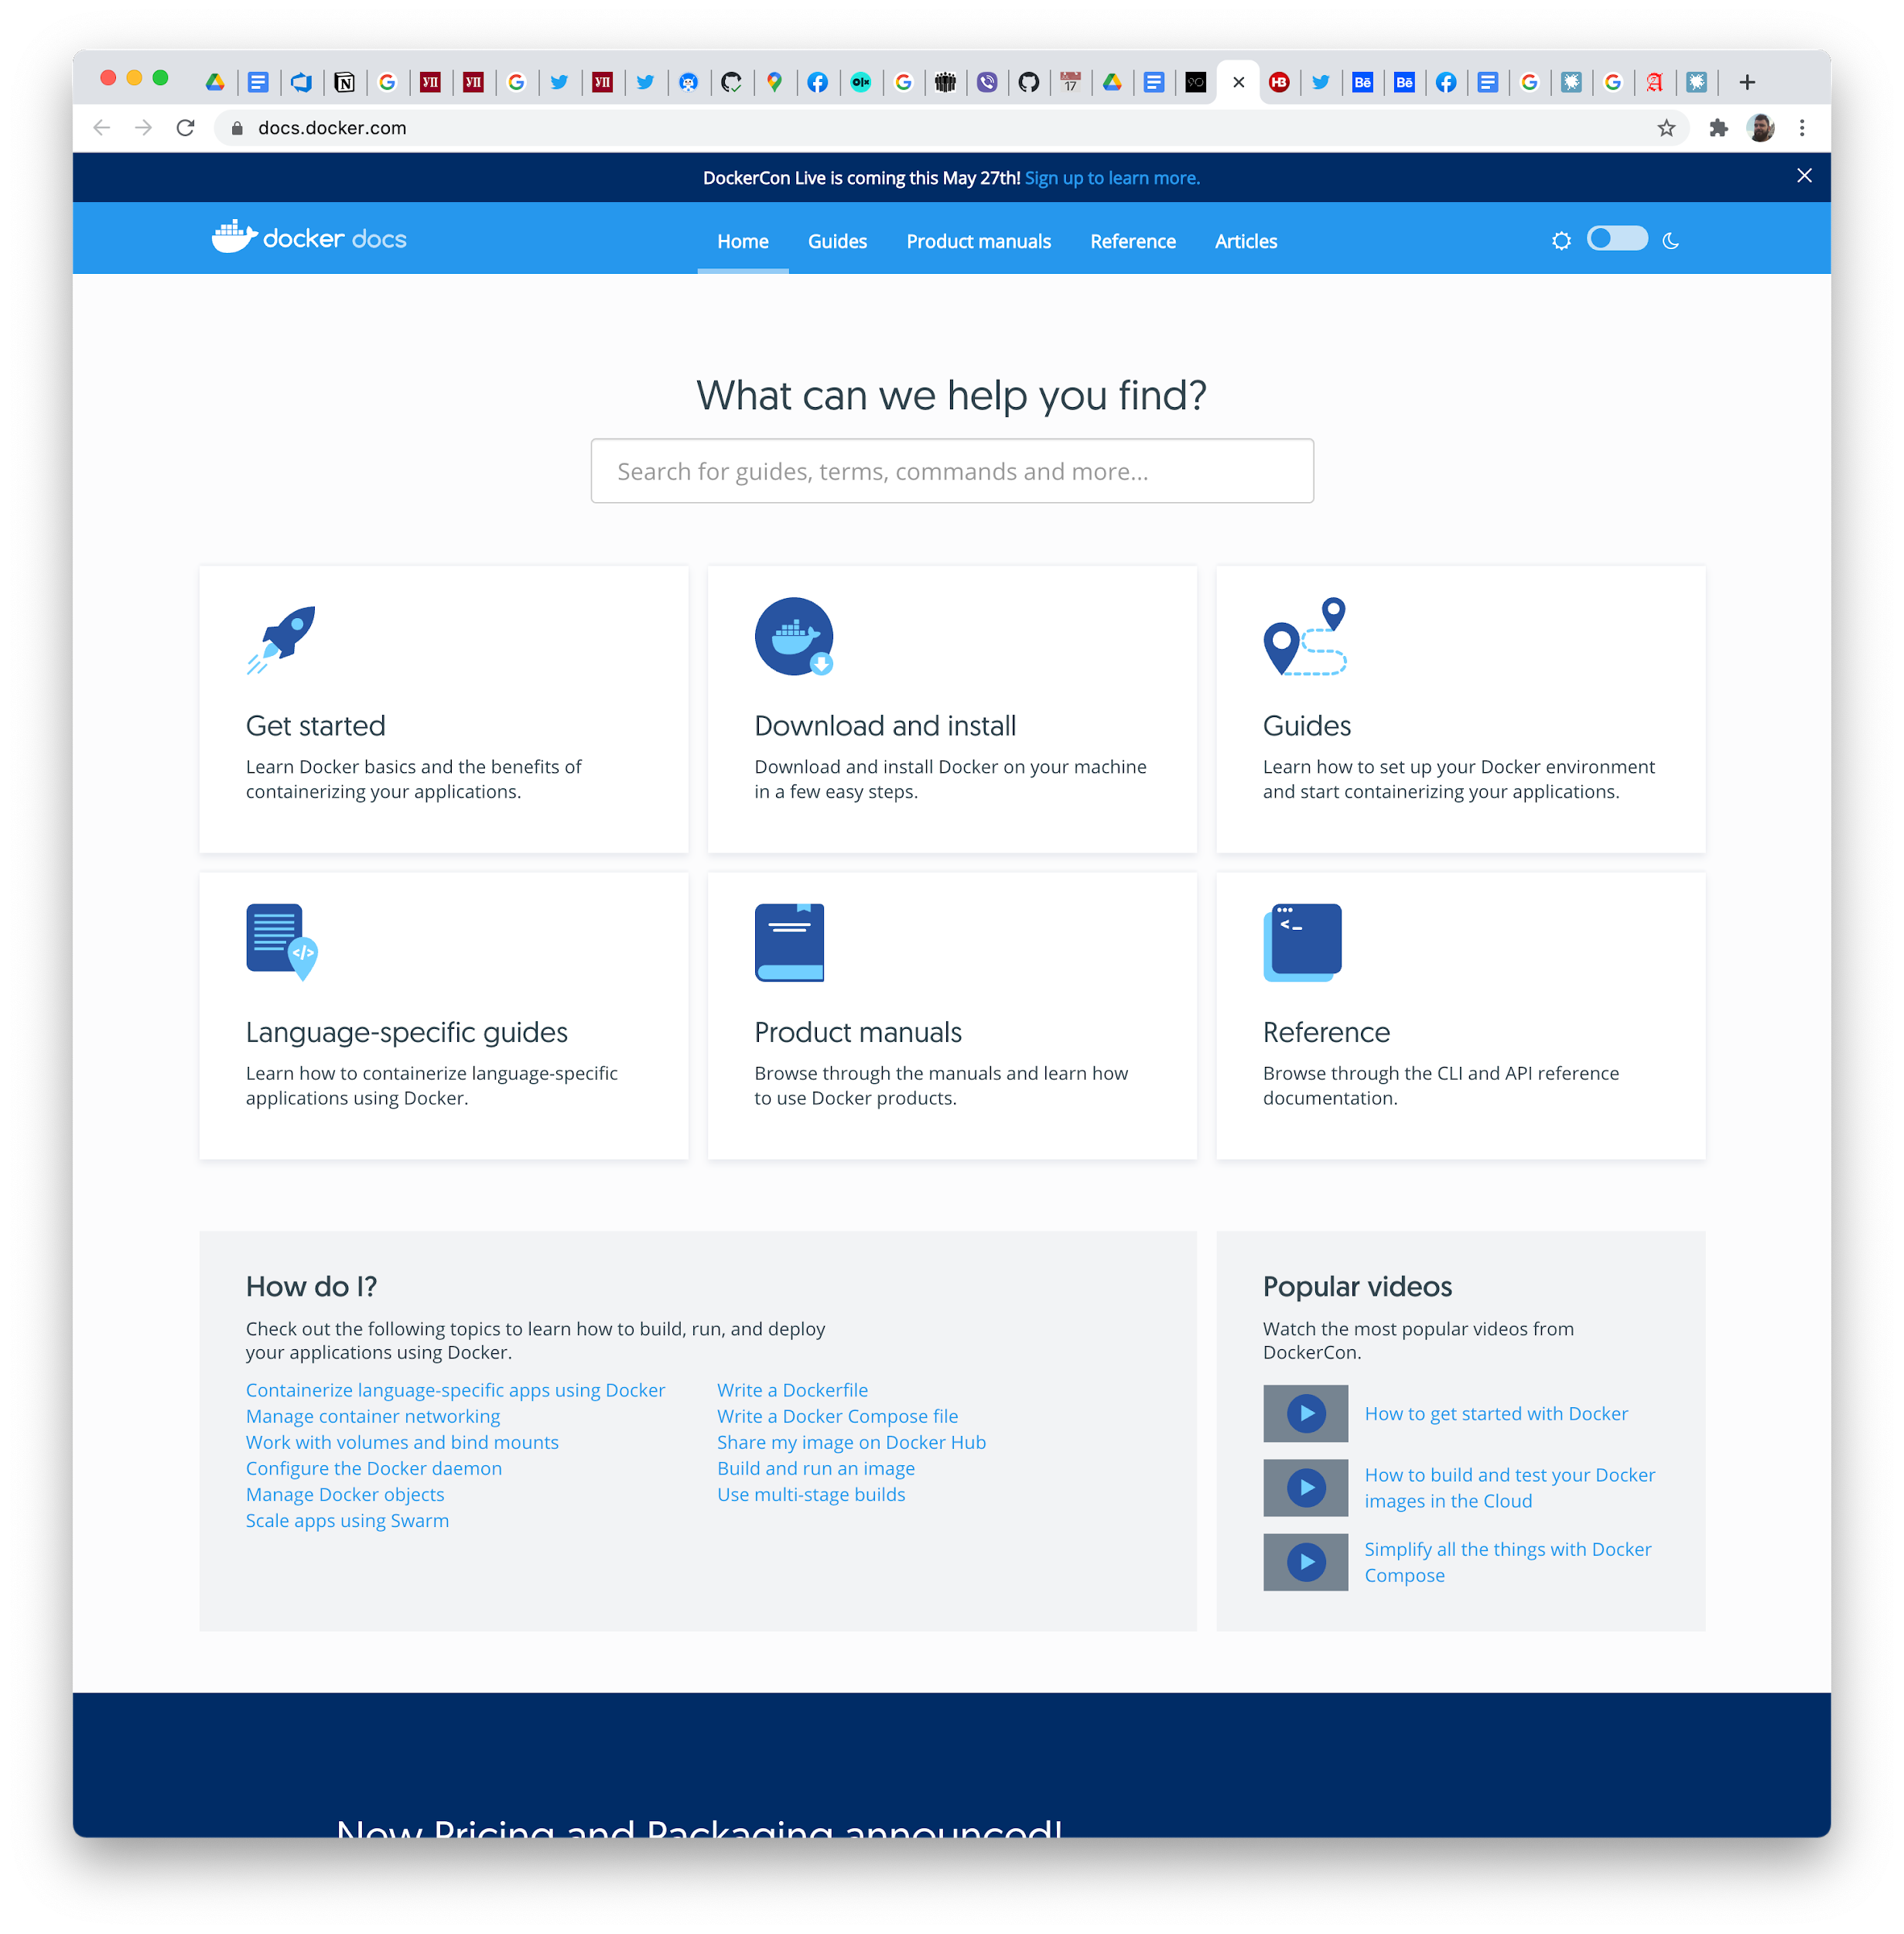 docs.docker.com
DockerCon Live is coming this May 27th! Sign up to learn more.
docker docs
Home
Guides
Product manuals
Reference
Articles
What can we help you find?
Search for guides, terms, commands and more...
Get started
Learn Docker basics and the benefits of
containerizing your applications.
Download and install
Download and install Docker on your machine
in a few easy steps.
Guides
Learn how to set up your Docker environment
and start containerizing your applications.
Language-specific guides
Learn how to containerize language-specific
applications using Docker.
Product manuals
Browse through the manuals and learn how
to use Docker products.
Reference
Browse through the CLI and API reference
documentation.
How do I?
Check out the following topics to learn how to build, run, and deploy
your applications using Docker.
Containerize language-specific apps using Docker
Manage container networking
Work with volumes and bind mounts
Configure the Docker daemon
Manage Docker objects
Scale apps using Swarm
Write a Dockerfile
Write a Docker Compose file
Share my image on Docker Hub
Build and run an image
Use multi-stage builds
Popular videos
Watch the most popular videos from
DockerCon.
How to get started with Docker
How to build and test your Docker
images in the Cloud
Simplify all the things with Docker
Compose
New Pricing and Packaging announced!